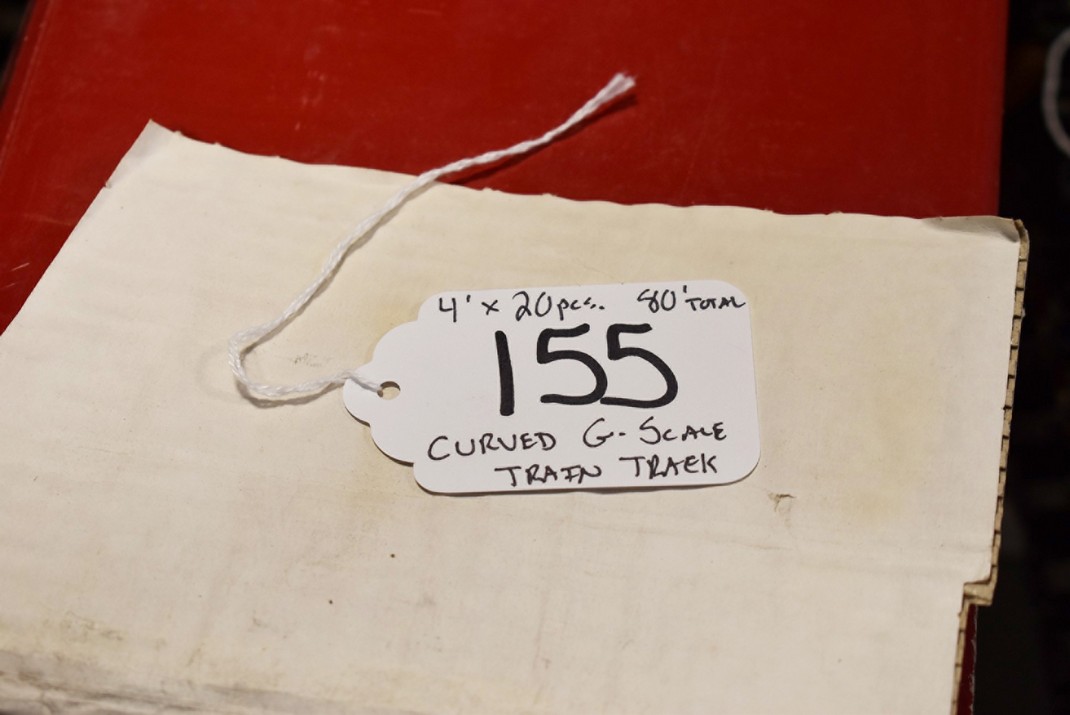 4' x 20pcs. 80' TOTAL
155
CURVED G-SCALE
TRAIN TRACK